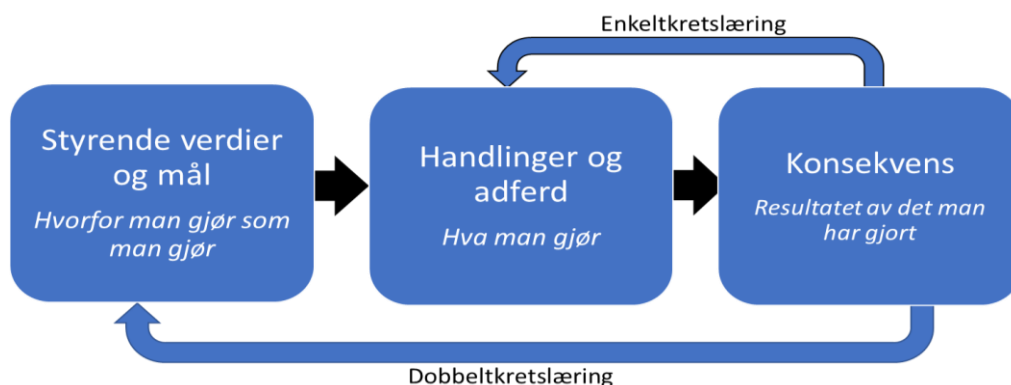 Enkeltkretslæring
Styrende verdier
og mål
Hvorfor man gjør som
man gjør
Handlinger og
adferd
Hva man gjør
Konsekvens
Resultatet av det man
har gjort
Dobbeltkretslæring